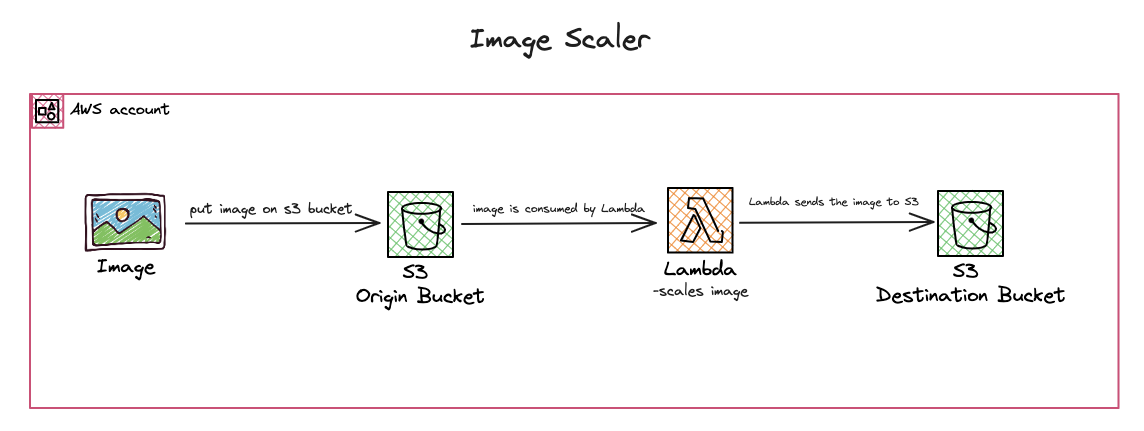 Image Scaler
AWS account
put image on s3 bucket
image is consumed by Lambda
Lambda sends the image to S3
Image
S3
Origin Bucket
Lambda
-scales image
S3
Destination Bucket